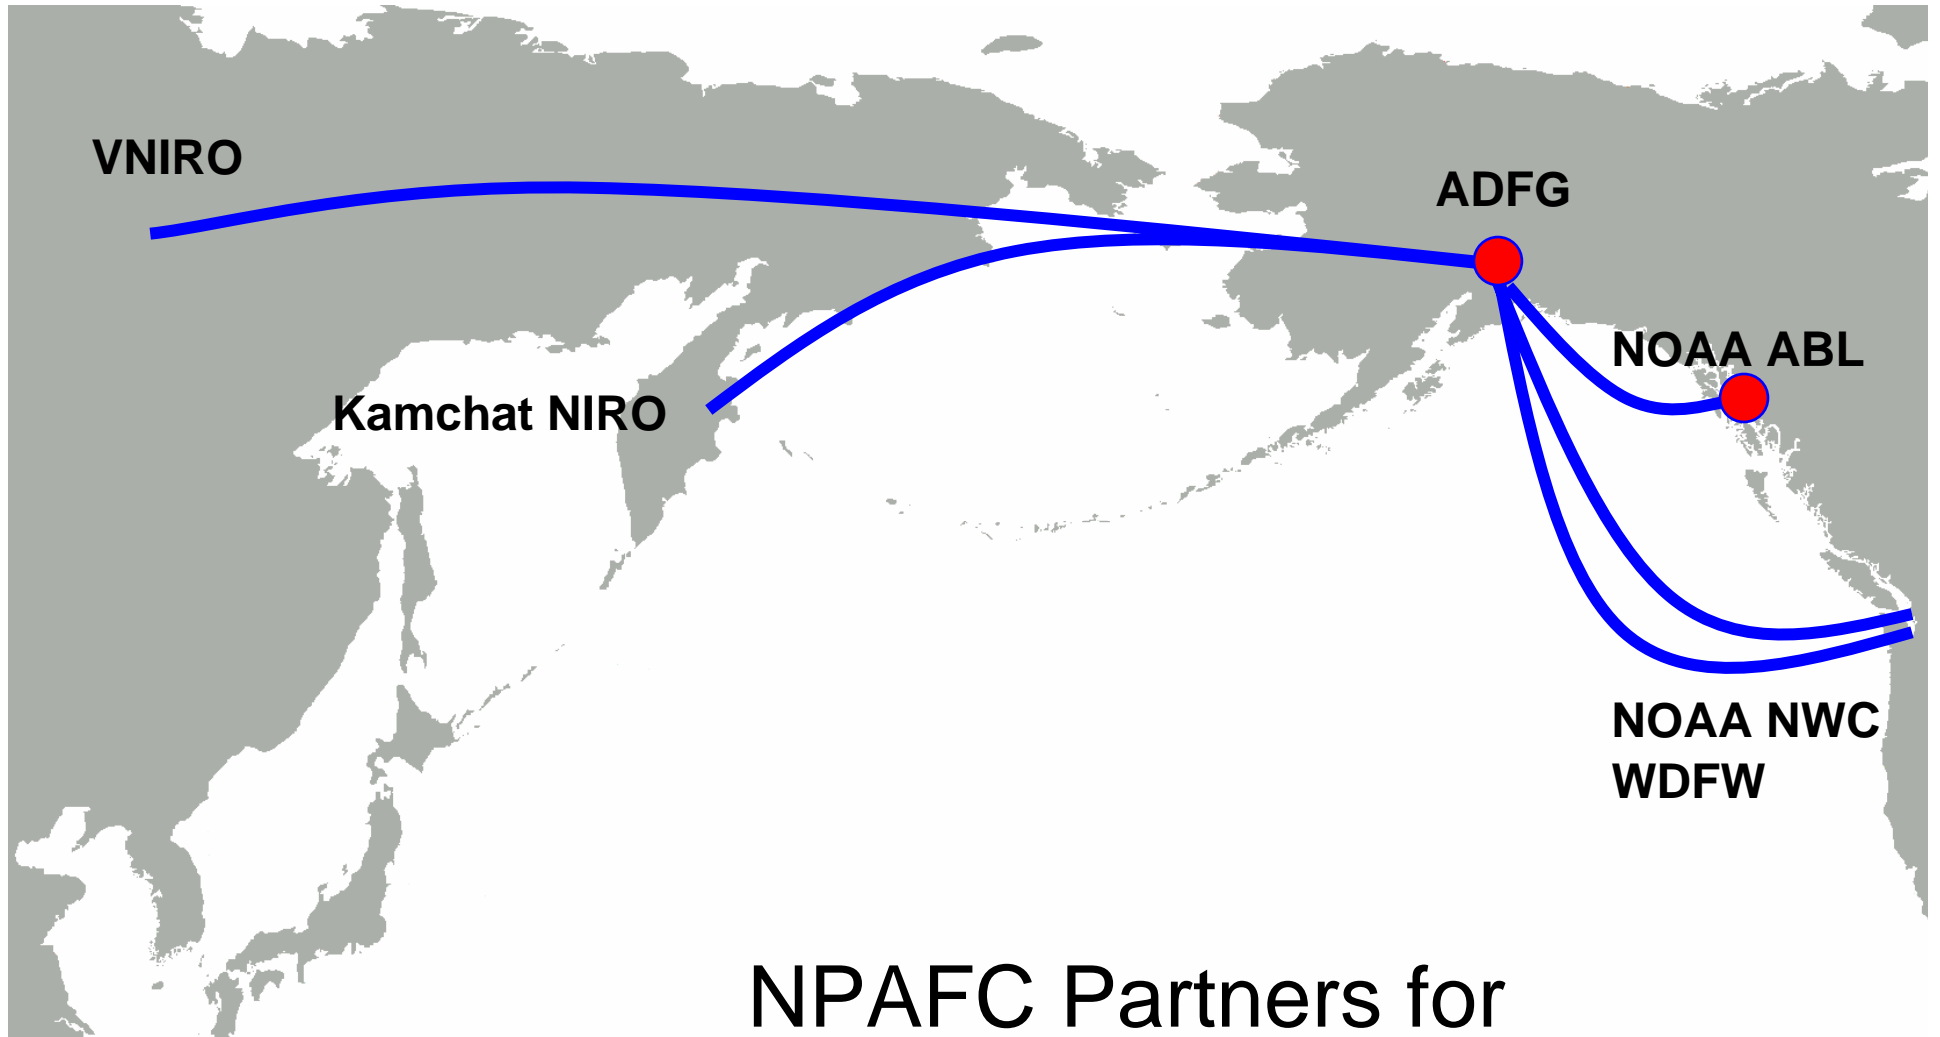 VNIRO
ADFG
NOAA ABL
Kamchat NIRO
NOAA NWC
WDFW
NPAFC Partners for